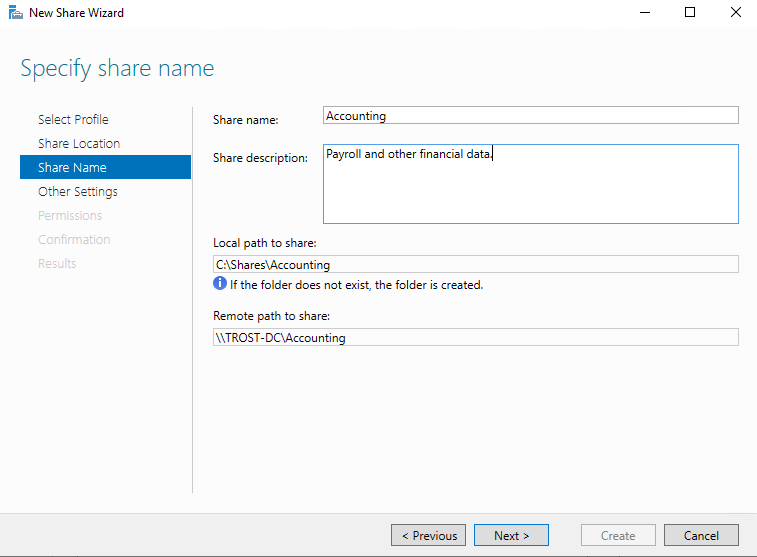 New Share Wizard
Specify share name
Select Profile
Share Location
Share Name
Other Settings
Permissions
Confirmation
Results
Share name:
Accounting
Share description:
Payroll and other financial data.
Local path to share:
C:\Shares\Accounting
If the folder does not exist, the folder is created.
Remote path to share:
\\TROST-DC\Accounting
< Previous
Next >
Create
Cancel